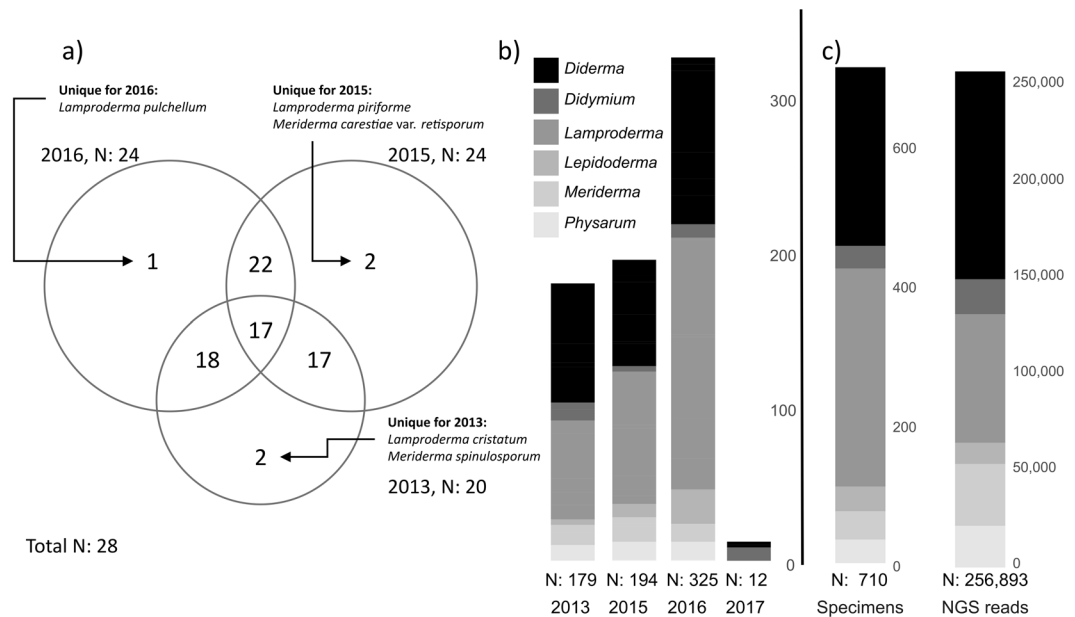 a)
Unique for 2016:
Lamproderma pulchellum
Unique for 2015:
Lamproderma piriforme
Meriderma carestiae var. retisporum
2016, N: 24
2015, N: 24
1
22
2
17
18
17
2
Unique for 2013:
Lamproderma cristatum
Meriderma spinulosporum
2013, N: 20
Total N: 28
b)
Diderma
Didymium
Lamproderma
Lepidoderma
Meriderma
Physarum
300
200
100
0
N: 179
N: 194
N: 325
N: 12
2013
2015
2016
2017
c)
600
400
200
0
250,000
200,000
150,000
100,000
50,000
0
N: 710
N: 256,893
Specimens
NGS reads